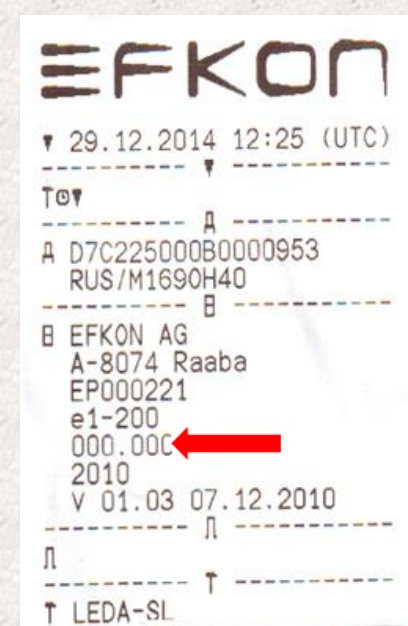 EFKON
▼ 29.12.2014 12:25 (UTC)
---------- ▼ -----------
---------- Д -----------
Д D7C225000B0000953
RUS/M1690H40
---------- B -----------
B EFKON AG
A-8074 Raaba
EP000221
e1-200
000.00
2010
V 01.03 07.12.2010
---------- Л -----------
Л
---------- T -----------
T LEDA-SL